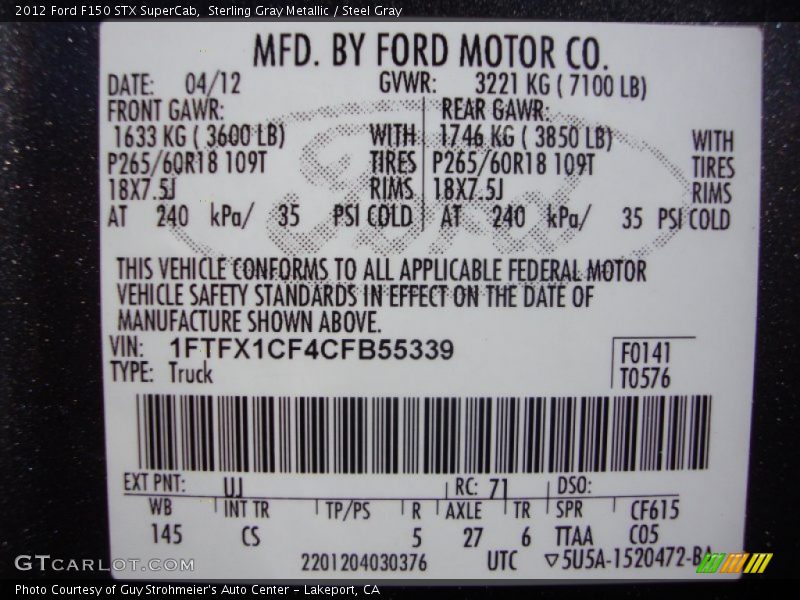 2012 Ford F150 STX SuperCab,  Sterling Gray Metallic / Steel Gray
MFD. BY FORD MOTOR CO.
DATE: 04/12 GVWR: 3221 KG ( 7100 LB)
FRONT GAWR: REAR GAWR:
1633 KG ( 3600 LB) WITH 1746 KG ( 3850 LB) WITH
P265/60R18 109T TIRES P265/60R18 109T TIRES
18X7.5J RIMS 18X7.5J RIMS
AT 240 kPa/ 35 PSI COLD AT 240 kPa/ 35 PSI COLD
Ford
THIS VEHICLE CONFORMS TO ALL APPLICABLE FEDERAL MOTOR
VEHICLE SAFETY STANDARDS IN EFFECT ON THE DATE OF
MANUFACTURE SHOWN ABOVE.
VIN: 1FTFX1CF4CFB55339 F0141
TYPE: Truck T0576
EXT PNT: UJ RC: 71 DSO:
WB INT TR TP/PS R AXLE TR SPR CF615
145 CS 5 27 6 TTAA C05
2201204030376 UTC ▽5U5A-1520472-BA
GTCARLOT.COM
Photo Courtesy of Guy Strohmeier's Auto Center - Lakeport, CA